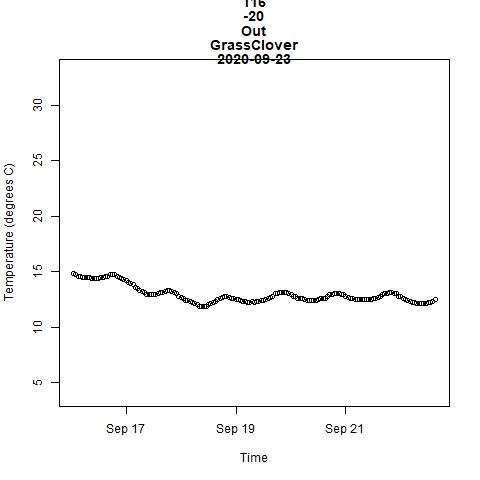 T16
-20
Out
GrassClover
2020-09-23
30
25
20
15
10
5
Temperature (degrees C)
Sep 17 Sep 19 Sep 21
Time